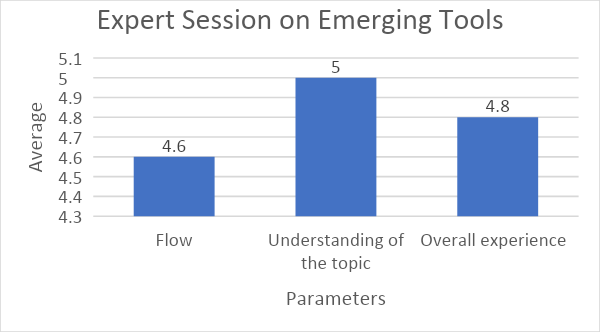 Expert Session on Emerging Tools
5.1
5
4.9
4.8
4.7
4.6
4.5
4.4
4.3
Average
4.6
5
4.8
Flow
Understanding of
the topic
Overall experience
Parameters